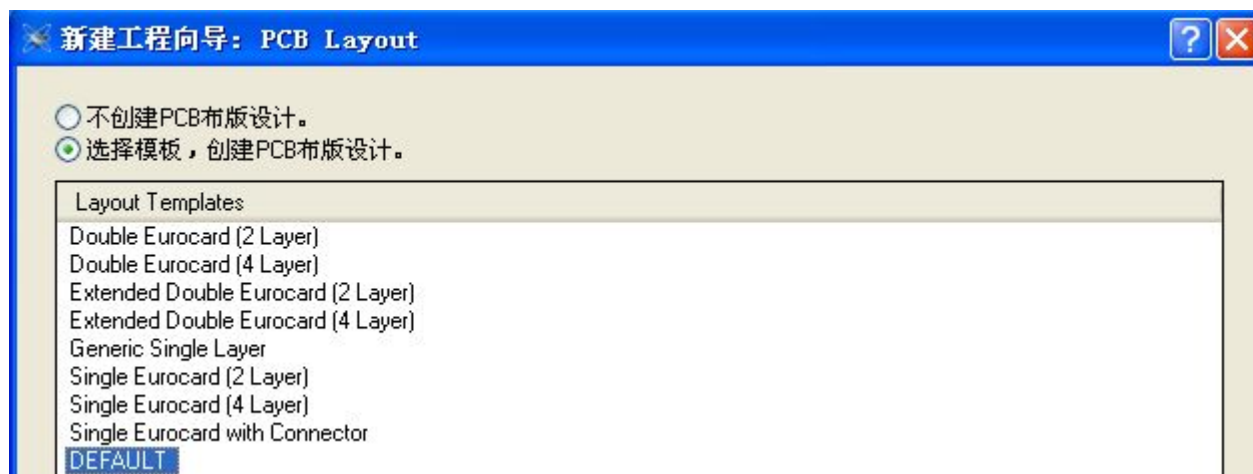 新建工程向导: PCB Layout
不创建PCB布版设计。
选择模板，创建PCB布版设计。
Layout Templates
Double Eurocard (2 Layer)
Double Eurocard (4 Layer)
Extended Double Eurocard (2 Layer)
Extended Double Eurocard (4 Layer)
Generic Single Layer
Single Eurocard (2 Layer)
Single Eurocard (4 Layer)
Single Eurocard with Connector
DEFAULT